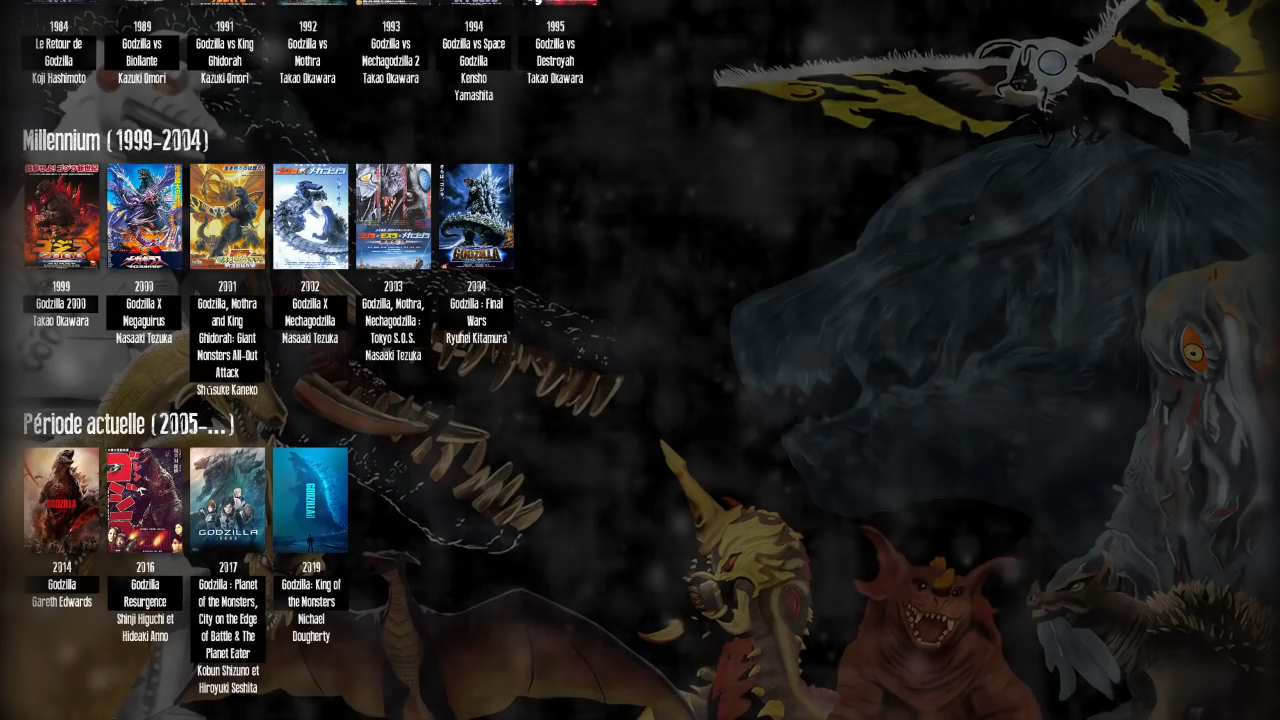 1984
Le Retour de
Godzilla
Koji Hashimoto
1989
Godzilla vs
Biollante
Kazuki Omori
1991
Godzilla vs King
Ghidorah
Kazuki Omori
1992
Godzilla vs
Mothra
Takao Okawara
1993
Godzilla vs
Mechagodzilla 2
Takao Okawara
1994
Godzilla vs Space
Godzilla
Kensho
Yamashita
1995
Godzilla vs
Destroyah
Takao Okawara
Millennium (1999-2004)
GODZILLA
1999
Godzilla 2000
Takao Okawara
2000
Godzilla X
Megaguirus
Masaaki Tezuka
2001
Godzilla, Mothra
and King
Ghidorah: Giant
Monsters All-Out
Attack
Shūsuke Kaneko
2002
Godzilla X
Mechagodzilla
Masaaki Tezuka
2003
Godzilla, Mothra,
Mechagodzilla :
Tokyo S.O.S.
Masaaki Tezuka
2004
Godzilla : Final
Wars
Ryuhei Kitamura
Période actuelle (2005-...)
GODZILLA
GODZILLA
GODZILLA
2014
Godzilla
Gareth Edwards
2016
Godzilla
Resurgence
Shinji Higuchi et
Hideaki Anno
2017
Godzilla : Planet
of the Monsters,
City on the Edge
of Battle & The
Planet Eater
Kobun Shizuno et
Hiroyuki Seshita
2019
Godzilla: King of
the Monsters
Michael
Dougherty